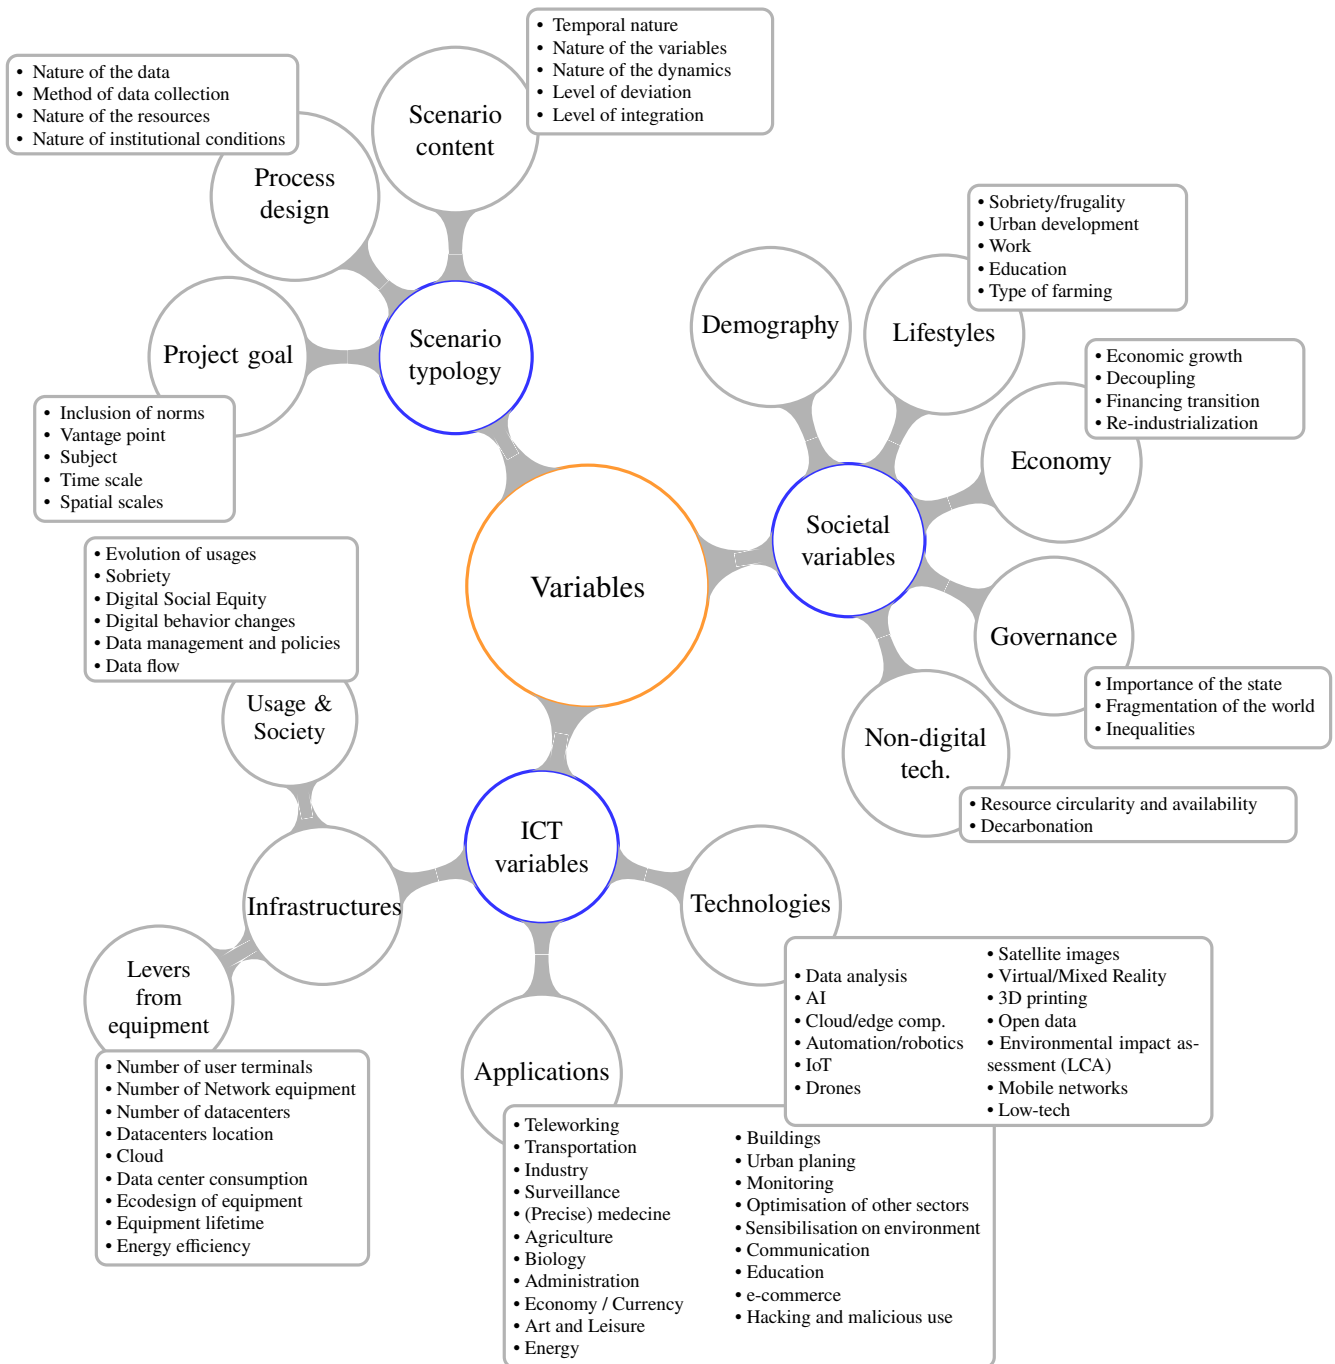 • Temporal nature
• Nature of the variables
• Nature of the dynamics
• Level of deviation
• Level of integration
Scenario
content
• Nature of the data
• Method of data collection
• Nature of the resources
• Nature of institutional conditions
Process
design
Project goal
• Inclusion of norms
• Vantage point
• Subject
• Time scale
• Spatial scales
Scenario
typology
Variables
Societal
variables
Demography
Lifestyles
• Sobriety/frugality
• Urban development
• Work
• Education
• Type of farming
Economy
• Economic growth
• Decoupling
• Financing transition
• Re-industrialization
Governance
• Importance of the state
• Fragmentation of the world
• Inequalities
Non-digital
tech.
• Resource circularity and availability
• Decarbonation
ICT
variables
• Evolution of usages
• Sobriety
• Digital Social Equity
• Digital behavior changes
• Data management and policies
• Data flow
Usage &
Society
Infrastructures
Levers
from
equipment
• Number of user terminals
• Number of Network equipment
• Number of datacenters
• Datacenters location
• Cloud
• Data center consumption
• Ecodesign of equipment
• Equipment lifetime
• Energy efficiency
Applications
• Teleworking
• Transportation
• Industry
• Surveillance
• (Precise) medecine
• Agriculture
• Biology
• Administration
• Economy / Currency
• Art and Leisure
• Energy
• Buildings
• Urban planing
• Monitoring
• Optimisation of other sectors
• Sensibilisation on environment
• Communication
• Education
• e-commerce
• Hacking and malicious use
Technologies
• Data analysis
• AI
• Cloud/edge comp.
• Automation/robotics
• IoT
• Drones
• Satellite images
• Virtual/Mixed Reality
• 3D printing
• Open data
• Environmental impact as-
sessment (LCA)
• Mobile networks
• Low-tech